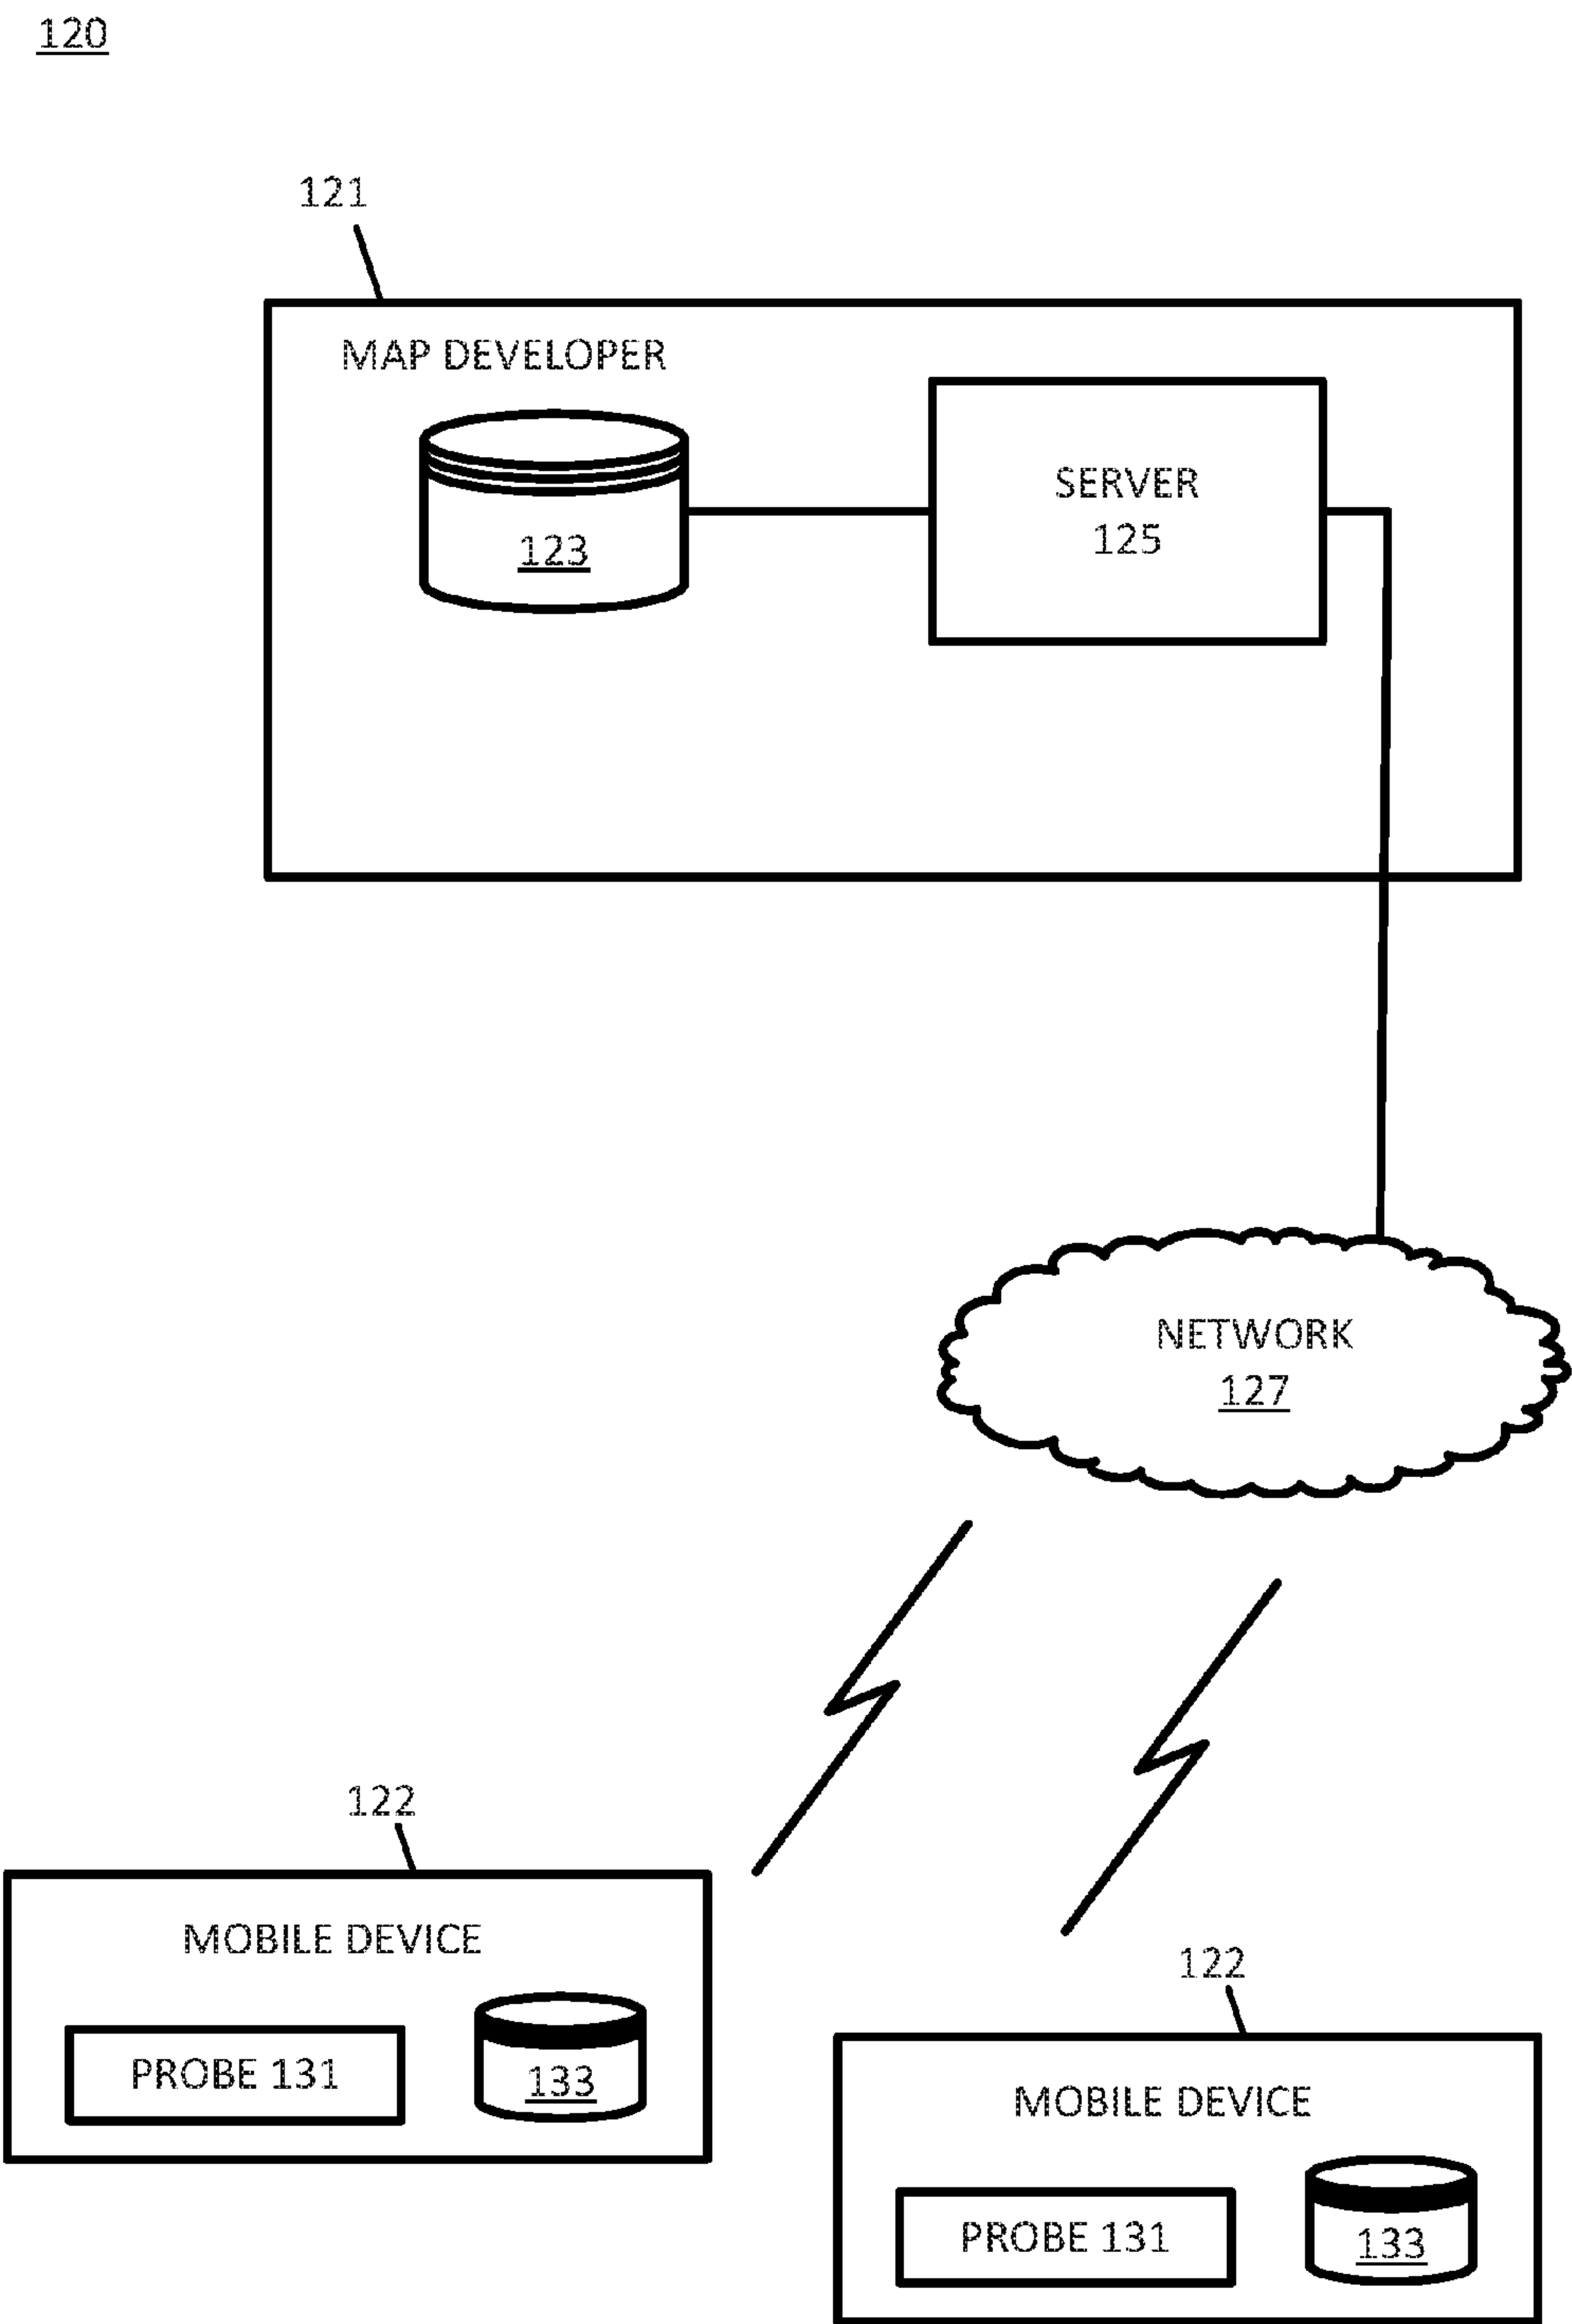 120
121
MAP DEVELOPER
123
SERVER
125
NETWORK
127
122
MOBILE DEVICE
PROBE 131
133
122
MOBILE DEVICE
PROBE 131
133